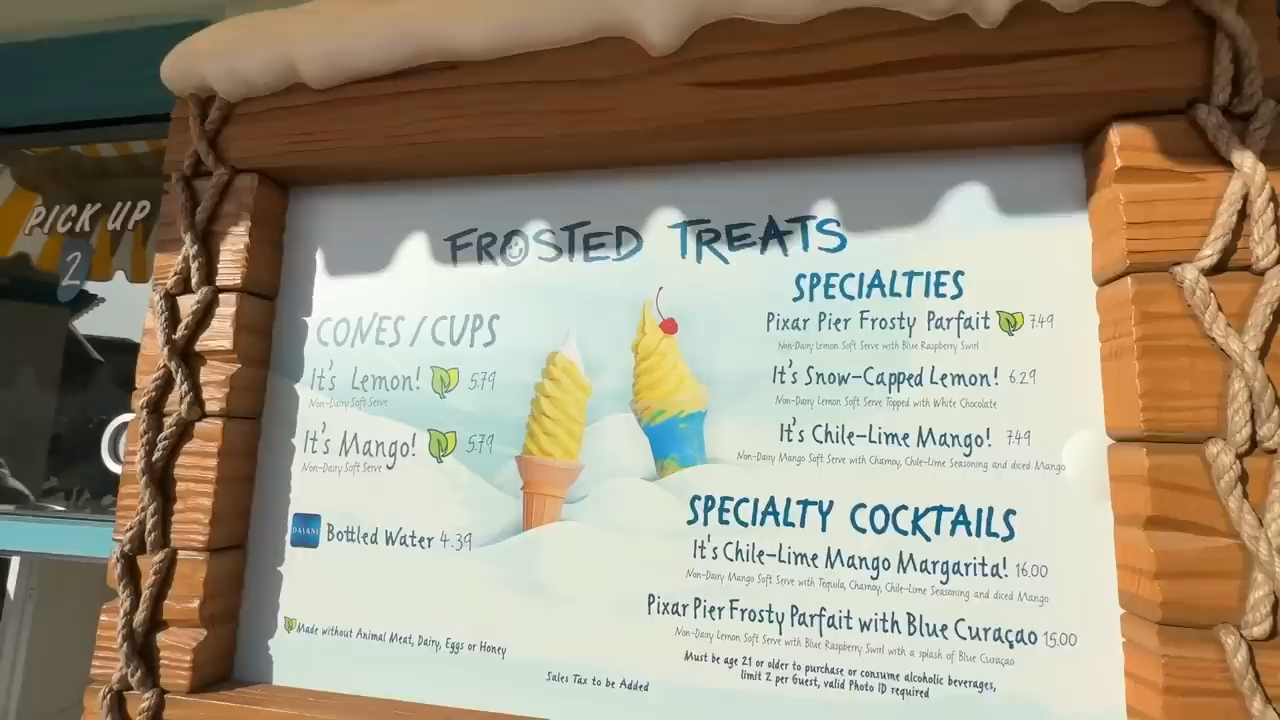 PICK UP
2
FROSTED TREATS
CONES / CUPS
It's Lemon! 5.79
Non-Dairy Soft Serve
It's Mango! 5.79
Non-Dairy Soft Serve
DASANI
Bottled Water 4.39
Made without Animal Meat, Dairy, Eggs or Honey
Sales Tax to be Added
SPECIALTIES
Pixar Pier Frosty Parfait 7.49
Non-Dairy Lemon Soft Serve with Blue Raspberry Swirl
It's Snow-Capped Lemon! 6.29
Non-Dairy Lemon Soft Serve Topped with White Chocolate
It's Chile-Lime Mango! 7.49
Non-Dairy Mango Soft Serve with Chamoy, Chile-Lime Seasoning and diced Mango
SPECIALTY COCKTAILS
It's Chile-Lime Mango Margarita! 16.00
Non-Dairy Mango Soft Serve with Tequila, Chamoy, Chile-Lime Seasoning and diced Mango
Pixar Pier Frosty Parfait with Blue Curaçao 15.00
Non-Dairy Lemon Soft Serve with Blue Raspberry Swirl with a splash of Blue Curaçao
Must be age 21 or older to purchase or consume alcoholic beverages,
limit 2 per Guest, valid Photo ID required